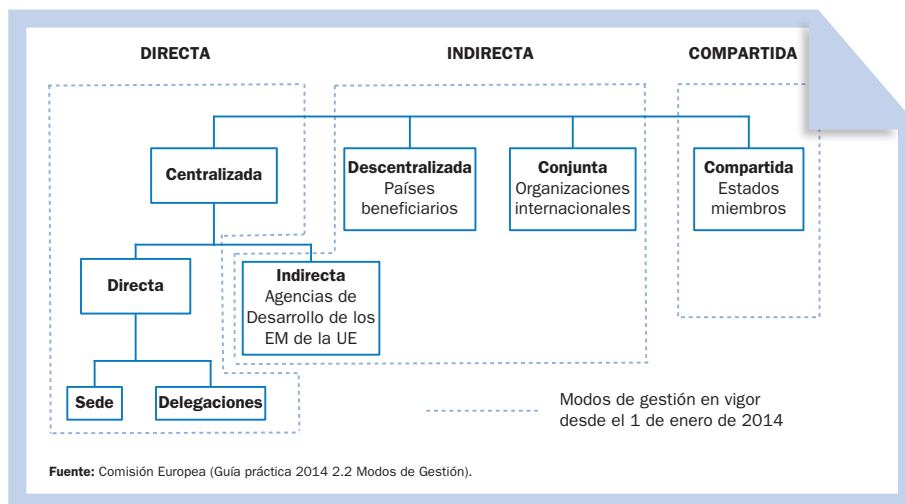 DIRECTA
INDIRECTA
COMPARTIDA
Centralizada
Descentralizada
Países
beneficiarios
Conjunta
Organizaciones
internacionales
Compartida
Estados
miembros
Directa
Indirecta
Agencias de
Desarrollo de los
EM de la UE
Sede
Delegaciones
Modos de gestión en vigor
desde el 1 de enero de 2014
Fuente: Comisión Europea (Guía práctica 2014 2.2 Modos de Gestión).